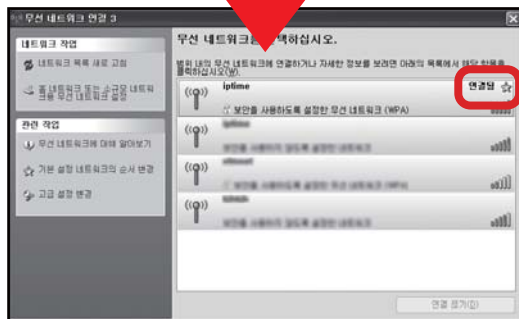 무선 네트워크 연결 3
네트워크 작업
네트워크 목록 새로 고침
홈 네트워크 또는 소규모 네트워
크용 무선 네트워크 설정
관련 작업
무선 네트워크에 대해 알아보기
기본 설정 네트워크의 순서 변경
고급 설정 변경
무선 네트워크를 택하십시오.
범위 내의 무선 네트워크에 연결하거나 자세한 정보를 보려면 아래의 목록에서 해당 항목을
클릭하십시오(W).
iptime
연결됨
보안을 사용하도록 설정한 무선 네트워크 (WPA)
연결 끊기(D)